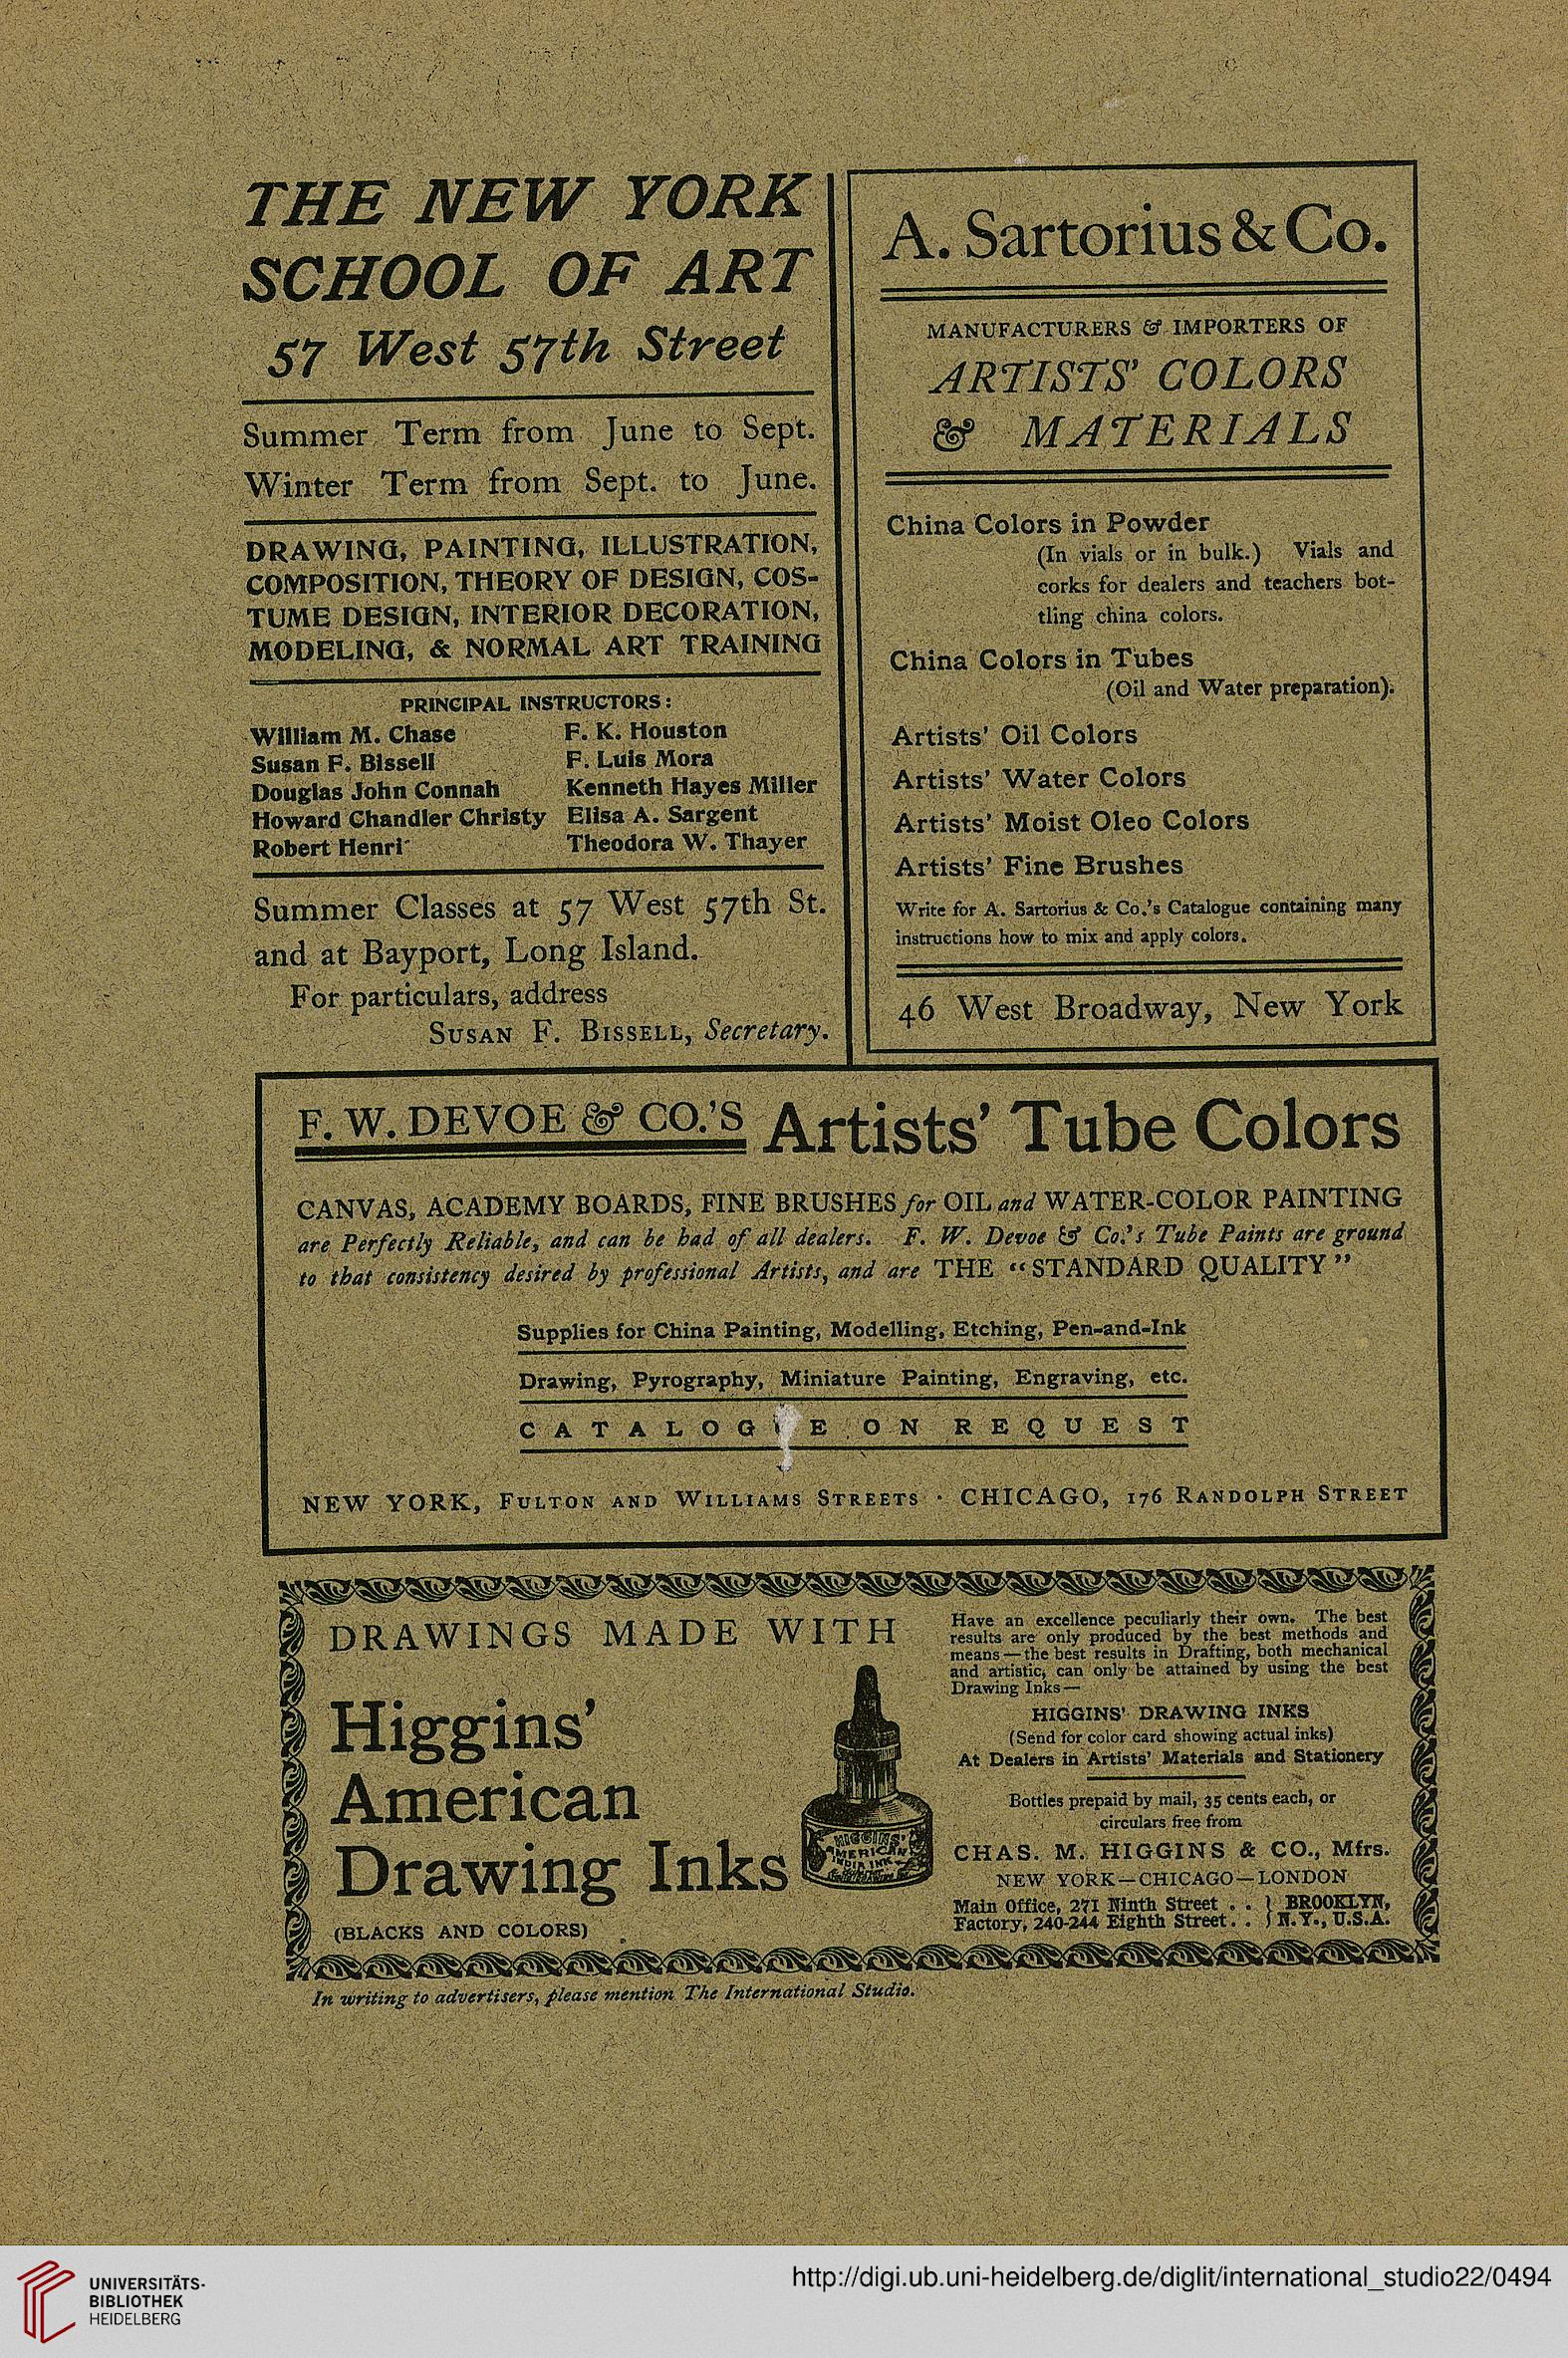 THE NEW YORK
SCHOOL OF ART
57 West 57th Street
Summer Term from June to Sept.
Winter Term from Sept. to June.
DRAWING, PAINTING, ILLUSTRATION,
COMPOSITION, THEORY OF DESIGN, COS-
TUME DESIGN, INTERIOR DECORATION,
MODELING, & NORMAL ART TRAINING
PRINCIPAL INSTRUCTORS:
William M. Chase F. K. Houston
Susan F. Bissell F. Luis Mora
Douglas John Connah Kenneth Hayes Miller
Howard Chandler Christy Elisa A. Sargent
Robert Henri Theodora W. Thayer
Summer Classes at 57 West 57th St.
and at Bayport, Long Island.
For particulars, address
SUSAN F. BISSELL, Secretary.
A. Sartorius & Co.
MANUFACTURERS & IMPORTERS OF
ARTISTS' COLORS
& MATERIALS
China Colors in Powder
(In vials or in bulk.) Vials and
corks for dealers and teachers bot-
tling china colors.
China Colors in Tubes
(Oil and Water preparation).
Artists' Oil Colors
Artists' Water Colors
Artists' Moist Oleo Colors
Artists' Fine Brushes
Write for A. Sartorius & Co.'s Catalogue containing many
instructions how to mix and apply colors.
46 West Broadway, New York
F. W. DEVOE & CO.'S Artists' Tube Colors
CANVAS, ACADEMY BOARDS, FINE BRUSHES for OIL and WATER-COLOR PAINTING
are Perfectly Reliable, and can be had of all dealers. F. W. Devoe & Co.'s Tube Paints are ground
to that consistency desired by professional Artists, and are THE "STANDARD QUALITY"
Supplies for China Painting, Modelling, Etching, Pen-and-Ink
Drawing, Pyrography, Miniature Painting, Engraving, etc.
CATALOGUE ON REQUEST
NEW YORK, FULTON AND WILLIAMS STREETS · CHICAGO, 176 RANDOLPH STREET
DRAWINGS MADE WITH
Higgins'
American
Drawing Inks
(BLACKS AND COLORS)
HIGGINS'
AMERICAN
INDIA INK
Have an excellence peculiarly their own. The best
results are only produced by the best methods and
means—the best results in Drafting, both mechanical
and artistic, can only be attained by using the best
Drawing Inks—
HIGGINS' DRAWING INKS
(Send for color card showing actual inks)
At Dealers in Artists' Materials and Stationery
Bottles prepaid by mail, 35 cents each, or
circulars free from
CHAS. M. HIGGINS & CO., Mfrs.
NEW YORK—CHICAGO—LONDON
Main Office, 271 Ninth Street . . } BROOKLYN,
Factory, 240-244 Eighth Street . . } N. Y., U.S.A.
In writing to advertisers, please mention The International Studio.
UNIVERSITÄTS-
BIBLIOTHEK
HEIDELBERG
http://digi.ub.uni-heidelberg.de/diglit/international_studio22/0494